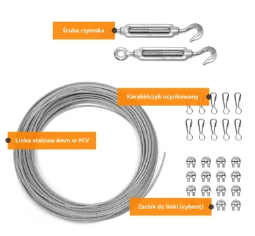 Śruba rzymska
Karabińczyk ocynkowany
Linka stalowa 4mm w PCV
Zacisk do linki (cybant)